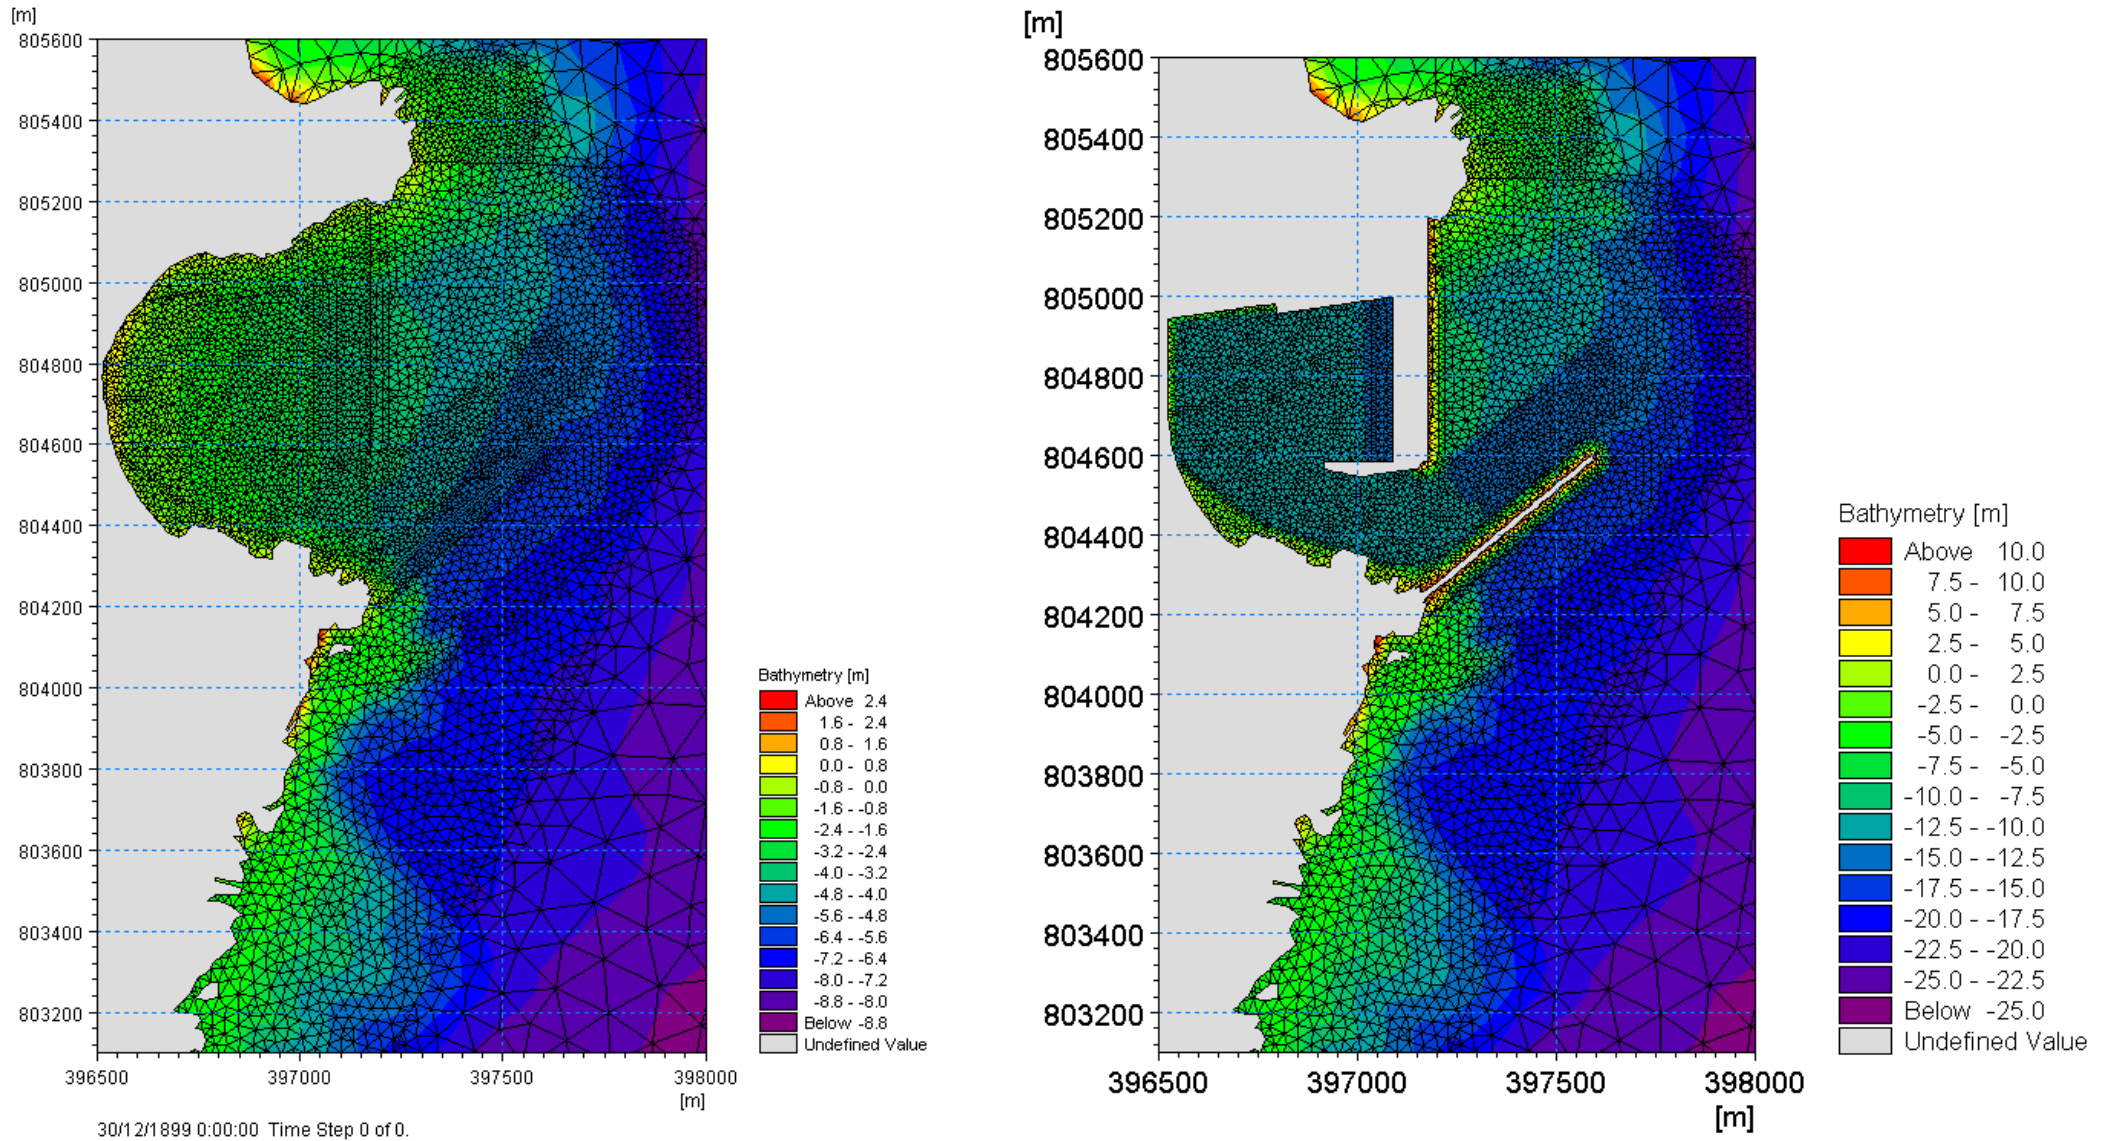 [m]
805600
805400
805200
805000
804800
804600
804400
804200
804000
803800
803600
803400
803200
396500 397000 397500 398000
[m]
30/12/1899 0:00:00 Time Step 0 of 0.
Bathymetry [m]
Above 2.4
1.6 - 2.4
0.8 - 1.6
0.0 - 0.8
-0.8 - 0.0
-1.6 - -0.8
-2.4 - -1.6
-3.2 - -2.4
-4.0 - -3.2
-4.8 - -4.0
-5.6 - -4.8
-6.4 - -5.6
-7.2 - -6.4
-8.0 - -7.2
-8.8 - -8.0
Below -8.8
Undefined Value
[m]
805600
805400
805200
805000
804800
804600
804400
804200
804000
803800
803600
803400
803200
396500 397000 397500 398000
[m]
Bathymetry [m]
Above 10.0
7.5 - 10.0
5.0 - 7.5
2.5 - 5.0
0.0 - 2.5
-2.5 - 0.0
-5.0 - -2.5
-7.5 - -5.0
-10.0 - -7.5
-12.5 - -10.0
-15.0 - -12.5
-17.5 - -15.0
-20.0 - -17.5
-22.5 - -20.0
-25.0 - -22.5
Below -25.0
Undefined Value